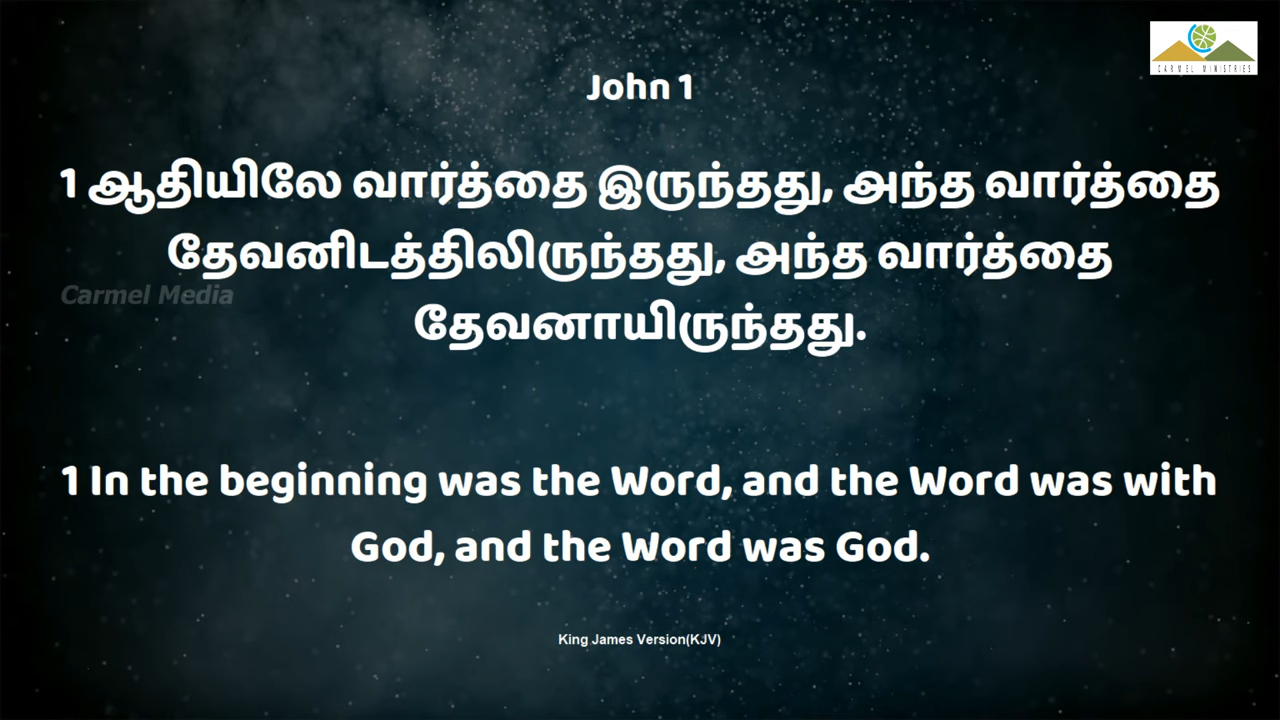 CARMEL MINISTRIES
John 1
1 ஆதியிலே வார்த்தை இருந்தது, அந்த வார்த்தை
தேவனிடத்திலிருந்தது, அந்த வார்த்தை
Carmel Media
தேவனாயிருந்தது.
1 In the beginning was the Word, and the Word was with
God, and the Word was God.
King James Version(KJV)